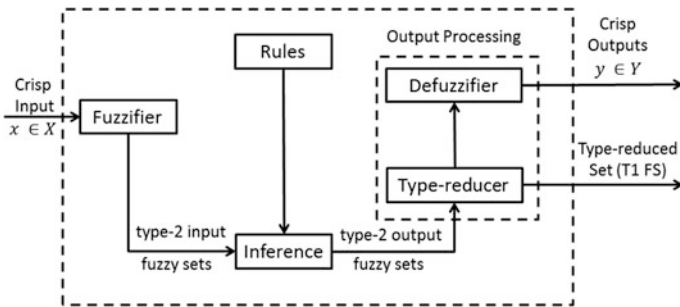 Output Processing
Crisp
Outputs
y ∈ Y
Rules
Defuzzifier
Crisp
Input
x ∈ X
Fuzzifier
Type-reducer
Type-reduced
Set (T1 FS)
type-2 input
fuzzy sets
Inference
type-2 output
fuzzy sets